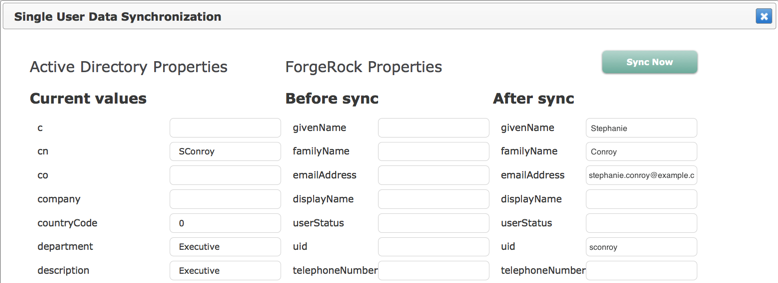 Single User Data Synchronization
Active Directory Properties ForgeRock Properties Sync Now
Current values Before sync After sync
c givenName givenName Stephanie
cn SConroy familyName familyName Conroy
co emailAddress emailAddress stephanie.conroy@example.c
company displayName displayName
countryCode 0 userStatus userStatus
department Executive uid uid sconroy
description Executive telephoneNumber telephoneNumber